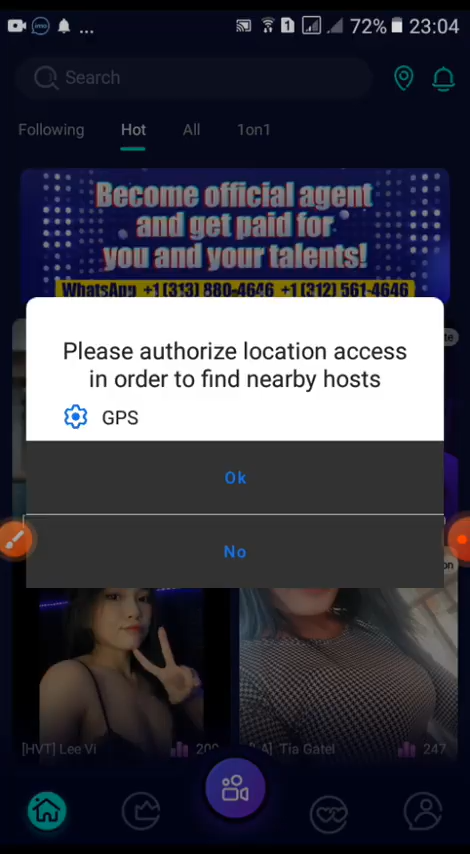 imo
...
1
72%
23:04
Search
Following
Hot
All
1on1
Become official agent
and get paid for
you and your talents!
WhatsApp +1(313) 880-4646 +1(312) 561-4646
Please authorize location access
in order to find nearby hosts
GPS
Ok
No
[HVT] Lee Vi
Tia Gatel
247